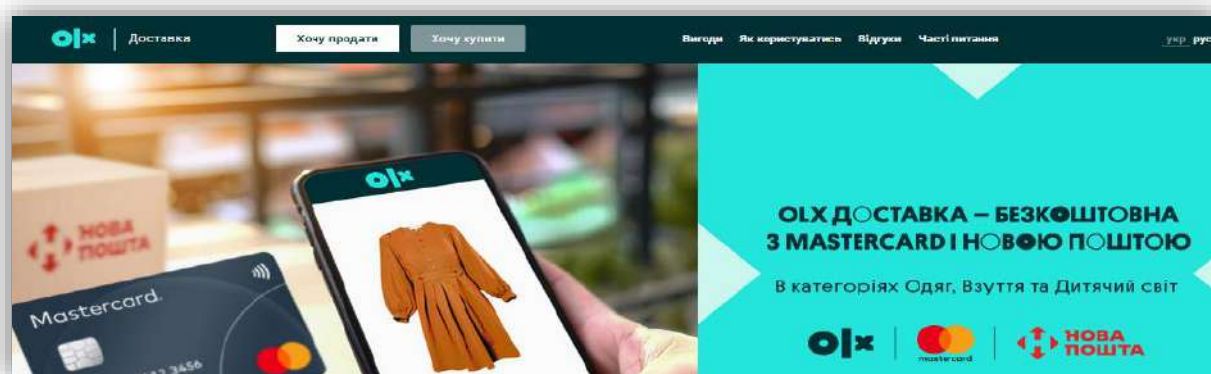 olx | Доставка
Хочу продати
Хочу купити
Вигоди Як користуватись Відгуки Часті питання
укр рус
olx
НОВА
ПОШТА
Mastercard
3456
OLX ДОСТАВКА – БЕЗКОШТОВНА
З MASTERCARD І НОВОЮ ПОШТОЮ
В категоріях Одяг, Взуття та Дитячий світ
olx
mastercard
НОВА
ПОШТА